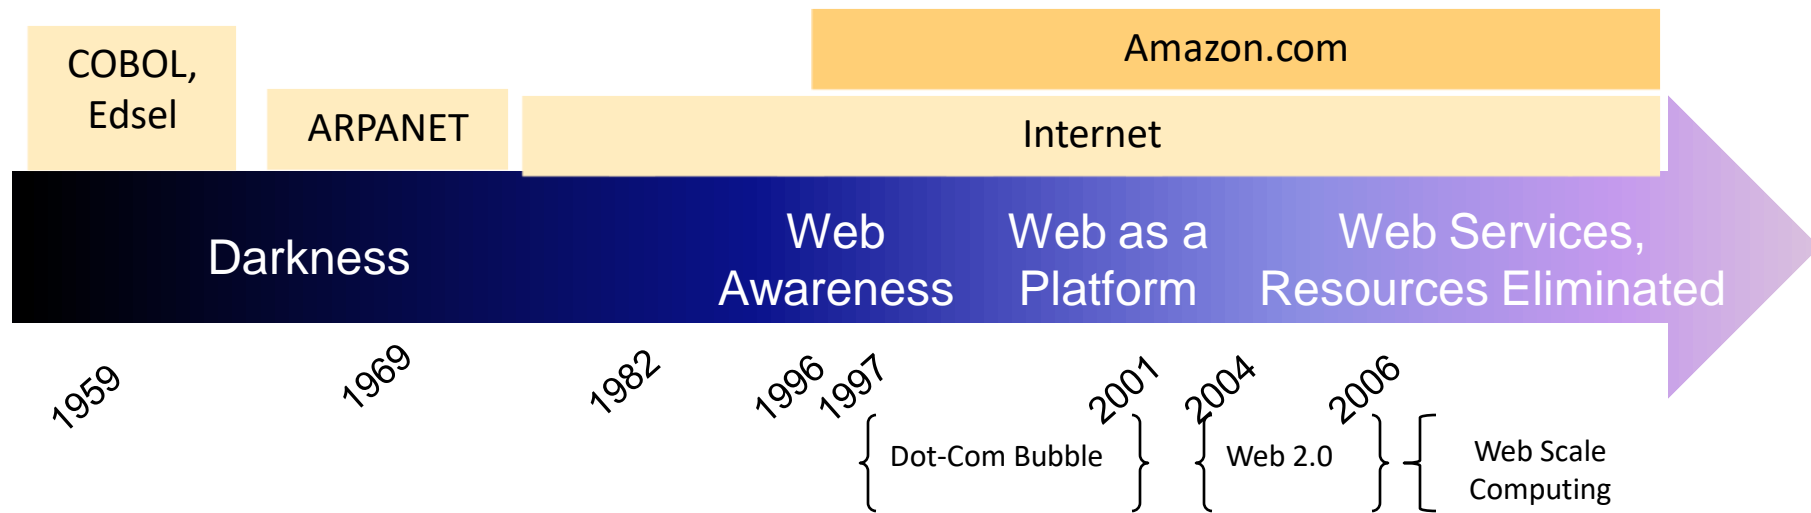 COBOL,
Edsel
ARPANET
Amazon.com
Internet
Darkness
Web
Awareness
Web as a
Platform
Web Services,
Resources Eliminated
1959
1969
1982
1996
1997
2001
2004
2006
Dot-Com Bubble
Web 2.0
Web Scale
Computing